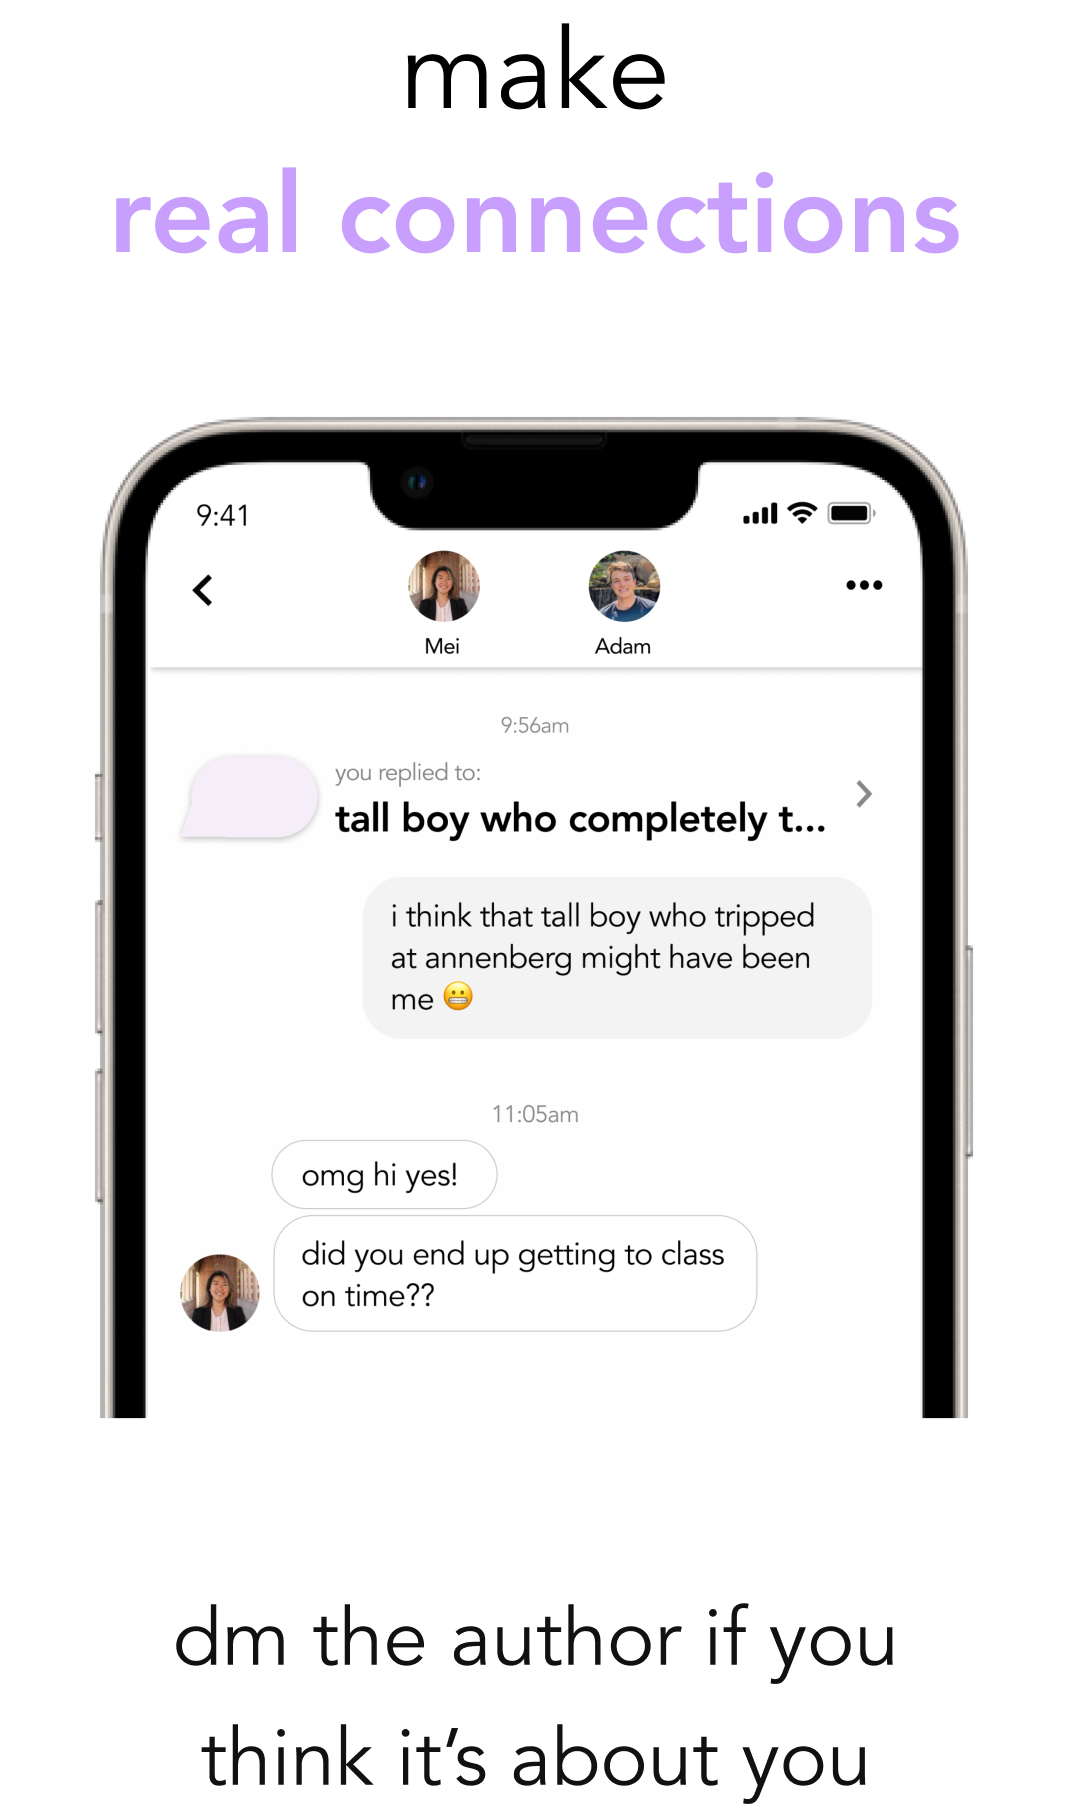 make
real connections
9:41
Mei
Adam
9:56am
you replied to:
tall boy who completely t...
i think that tall boy who tripped
at annenberg might have been
me 😬
11:05am
omg hi yes!
did you end up getting to class
on time??
dm the author if you
think it’s about you